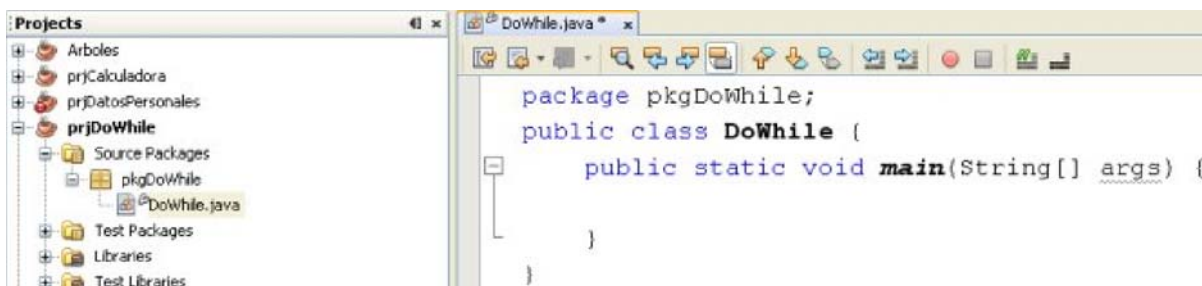 Projects
Arboles
prjCalculadora
prjDatosPersonales
prjDoWhile
Source Packages
pkgDoWhile
DoWhile.java
Test Packages
Libraries
Test Libraries
DoWhile.java *
package pkgDoWhile;
public class DoWhile {
public static void main(String[] args) {
}
}